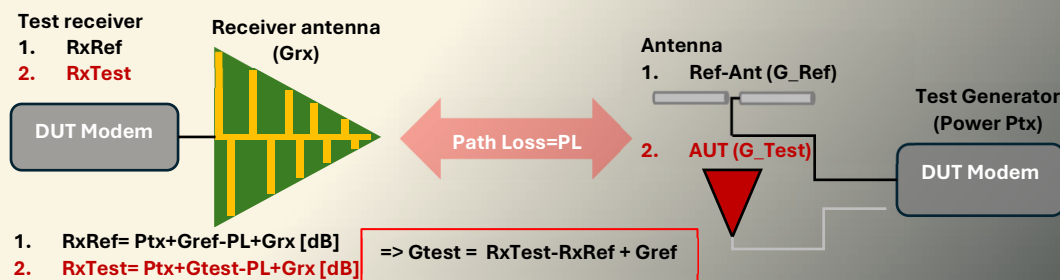 Test receiver
1. RxRef
2. RxTest
DUT Modem
Receiver antenna
(Grx)
Path Loss=PL
Antenna
1. Ref-Ant (G_Ref)
2. AUT (G_Test)
Test Generator
(Power Ptx)
DUT Modem
1. RxRef= Ptx+Gref-PL+Grx [dB]
2. RxTest= Ptx+Gtest-PL+Grx [dB]
=> Gtest = RxTest-RxRef + Gref